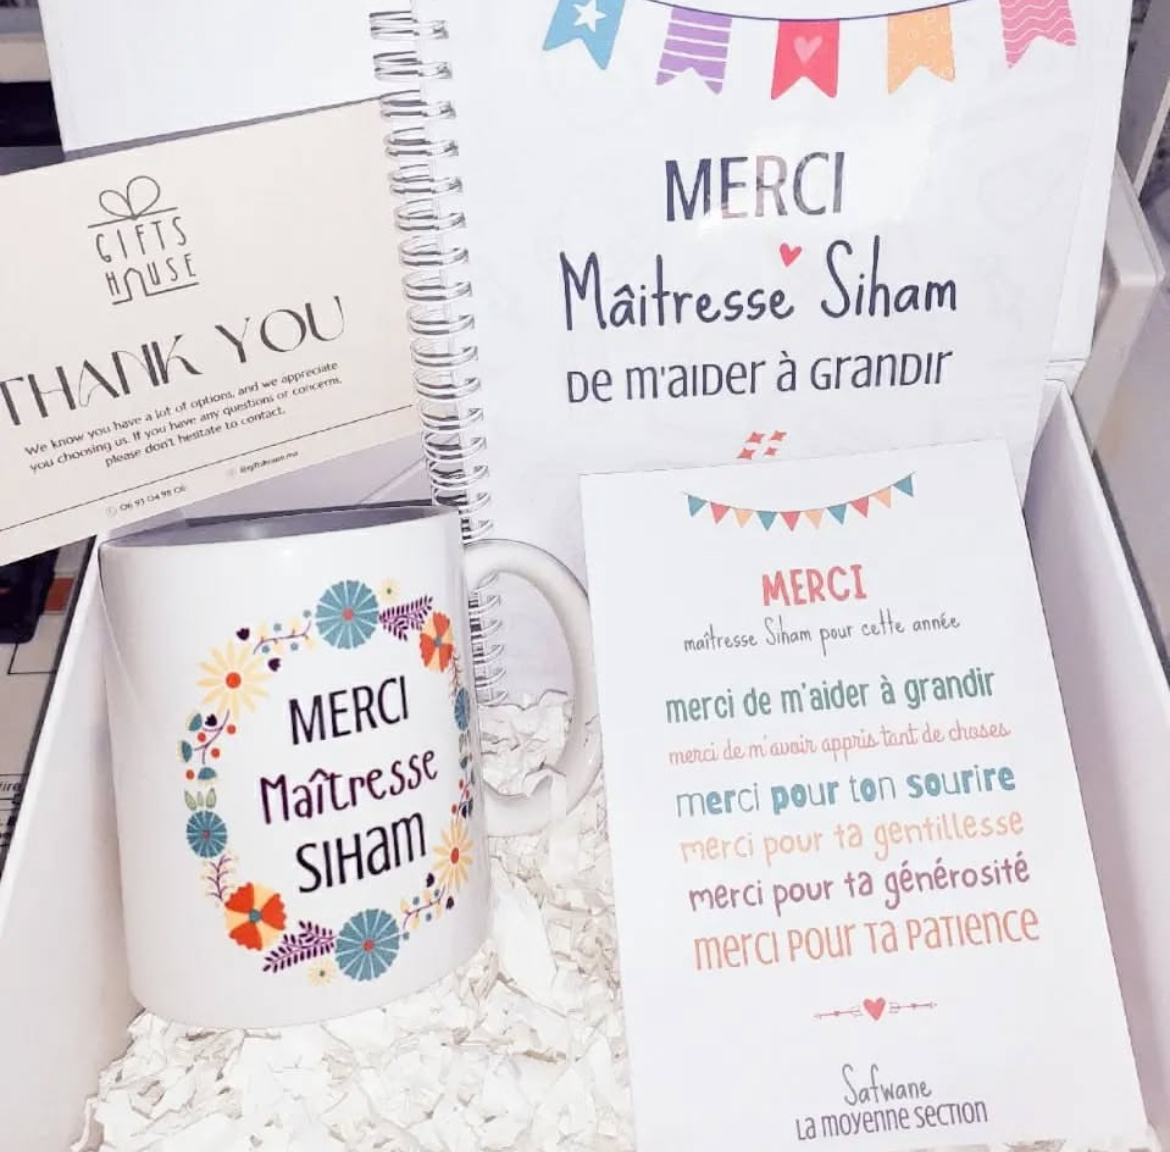 GIFTS
HOUSE
THANK YOU
We know you have a lot of options, and we appreciate
you choosing us. If you have any questions or concerns,
please don't hesitate to contact.
MERCI
Maîtresse Siham
De m'aider à Grandir
MERCI
Maîtresse
SIHam
MERCI
maîtresse Siham pour cette année
merci de m'aider à grandir
merci de m'avoir appris tant de choses
merci pour ton sourire
merci pour ta gentillesse
merci pour ta générosité
merci pour ta patience
Safwane
La moyenne section